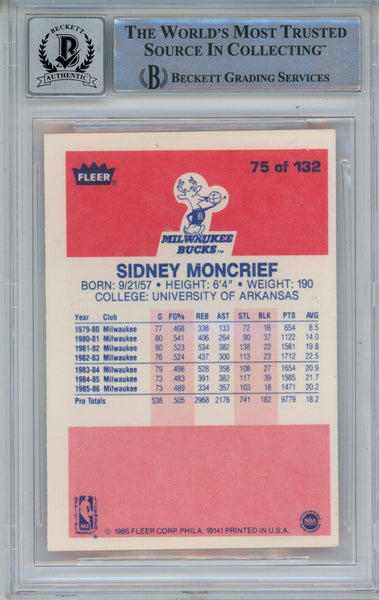 BECKETT
B
AUTHENTIC
THE WORLD'S MOST TRUSTED
SOURCE IN COLLECTING™
B BECKETT GRADING SERVICES
FLEER®
75 of 132
B
MILWAUKEE
BUCKS™
SIDNEY MONCRIEF
BORN: 9/21/57 • HEIGHT: 6'4" • WEIGHT: 190
COLLEGE: UNIVERSITY OF ARKANSAS
Year Club G FG% REB AST STL BLK PTS AVG
1979-80 Milwaukee 77 .468 338 133 72 16 654 8.5
1980-81 Milwaukee 80 .541 406 264 90 37 1122 14.0
1981-82 Milwaukee 80 .523 534 382 138 22 1581 19.8
1982-83 Milwaukee 76 .524 437 300 113 23 1712 22.5
1983-84 Milwaukee 79 .498 528 358 108 27 1654 20.9
1984-85 Milwaukee 73 .483 391 382 117 39 1585 21.7
1985-86 Milwaukee 73 .489 334 357 103 18 1471 20.2
Pro Totals 538 .505 2968 2176 741 182 9779 18.2
OFFICIAL
NBA
PRODUCT
© 1986 FLEER CORP. PHILA. 19141 PRINTED IN U.S.A.
NBA